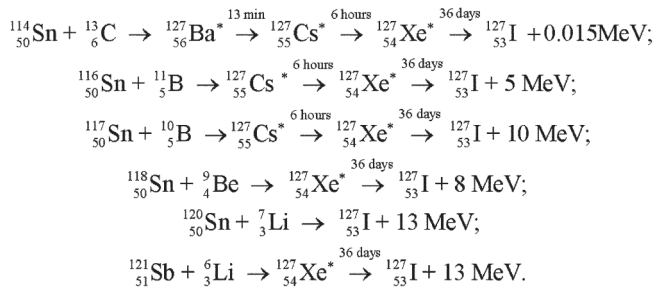 ¹¹⁴₅₀Sn + ¹³₆C → ¹²⁷₅₆Ba* —13 min→ ¹²⁷₅₅Cs* —6 hours→ ¹²⁷₅₄Xe* —36 days→ ¹²⁷₅₃I +0.015MeV;
¹¹⁶₅₀Sn + ¹¹₅B → ¹²⁷₅₅Cs * —6 hours→ ¹²⁷₅₄Xe* —36 days→ ¹²⁷₅₃I + 5 MeV;
¹¹⁷₅₀Sn + ¹⁰₅B → ¹²⁷₅₅Cs* —6 hours→ ¹²⁷₅₄Xe* —36 days→ ¹²⁷₅₃I + 10 MeV;
¹¹⁸₅₀Sn + ⁹₄Be → ¹²⁷₅₄Xe* —36 days→ ¹²⁷₅₃I + 8 MeV;
¹²⁰₅₀Sn + ⁷₃Li → ¹²⁷₅₃I + 13 MeV;
¹²¹₅₁Sb + ⁶₃Li → ¹²⁷₅₄Xe* —36 days→ ¹²⁷₅₃I + 13 MeV.